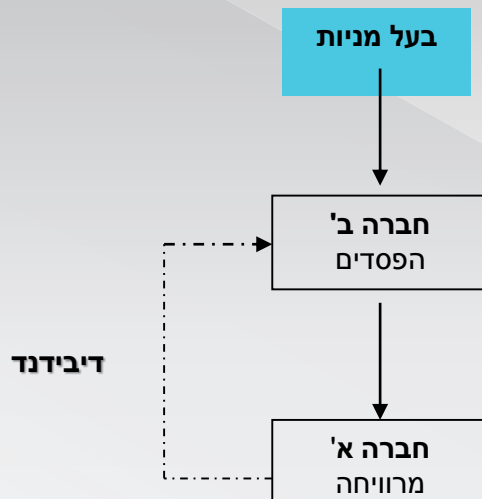 בעל מניות
חברה ב'
הפסדים
דיבידנד
חברה א'
מרוויחה